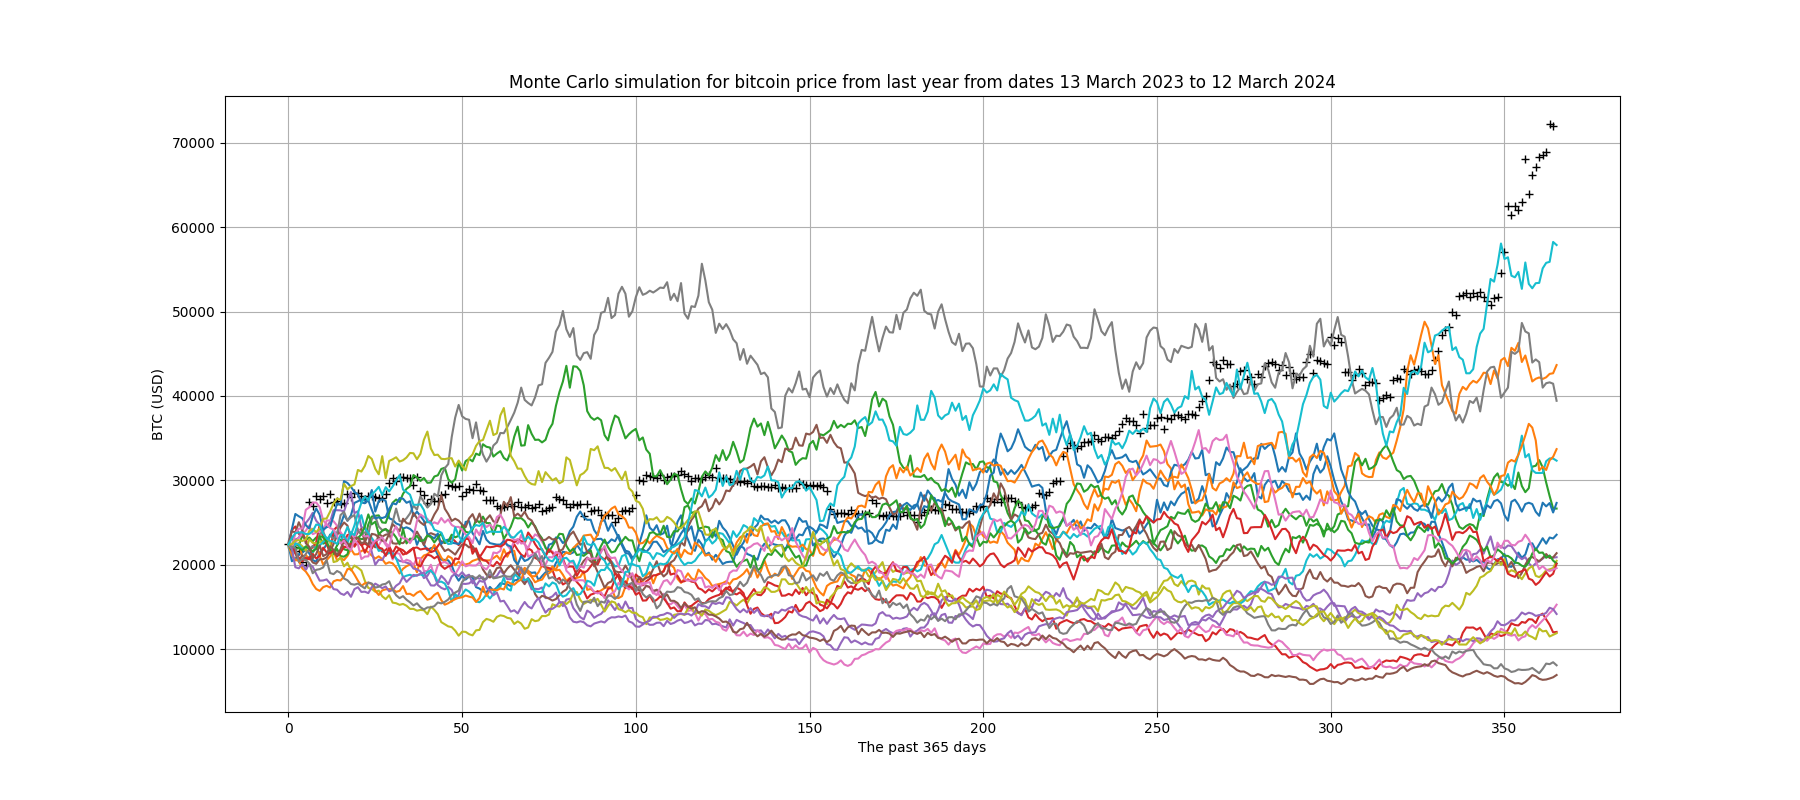 Monte Carlo simulation for bitcoin price from last year from dates 13 March 2023 to 12 March 2024
70000
60000
50000
40000
30000
20000
10000
BTC (USD)
0 50 100 150 200 250 300 350
The past 365 days